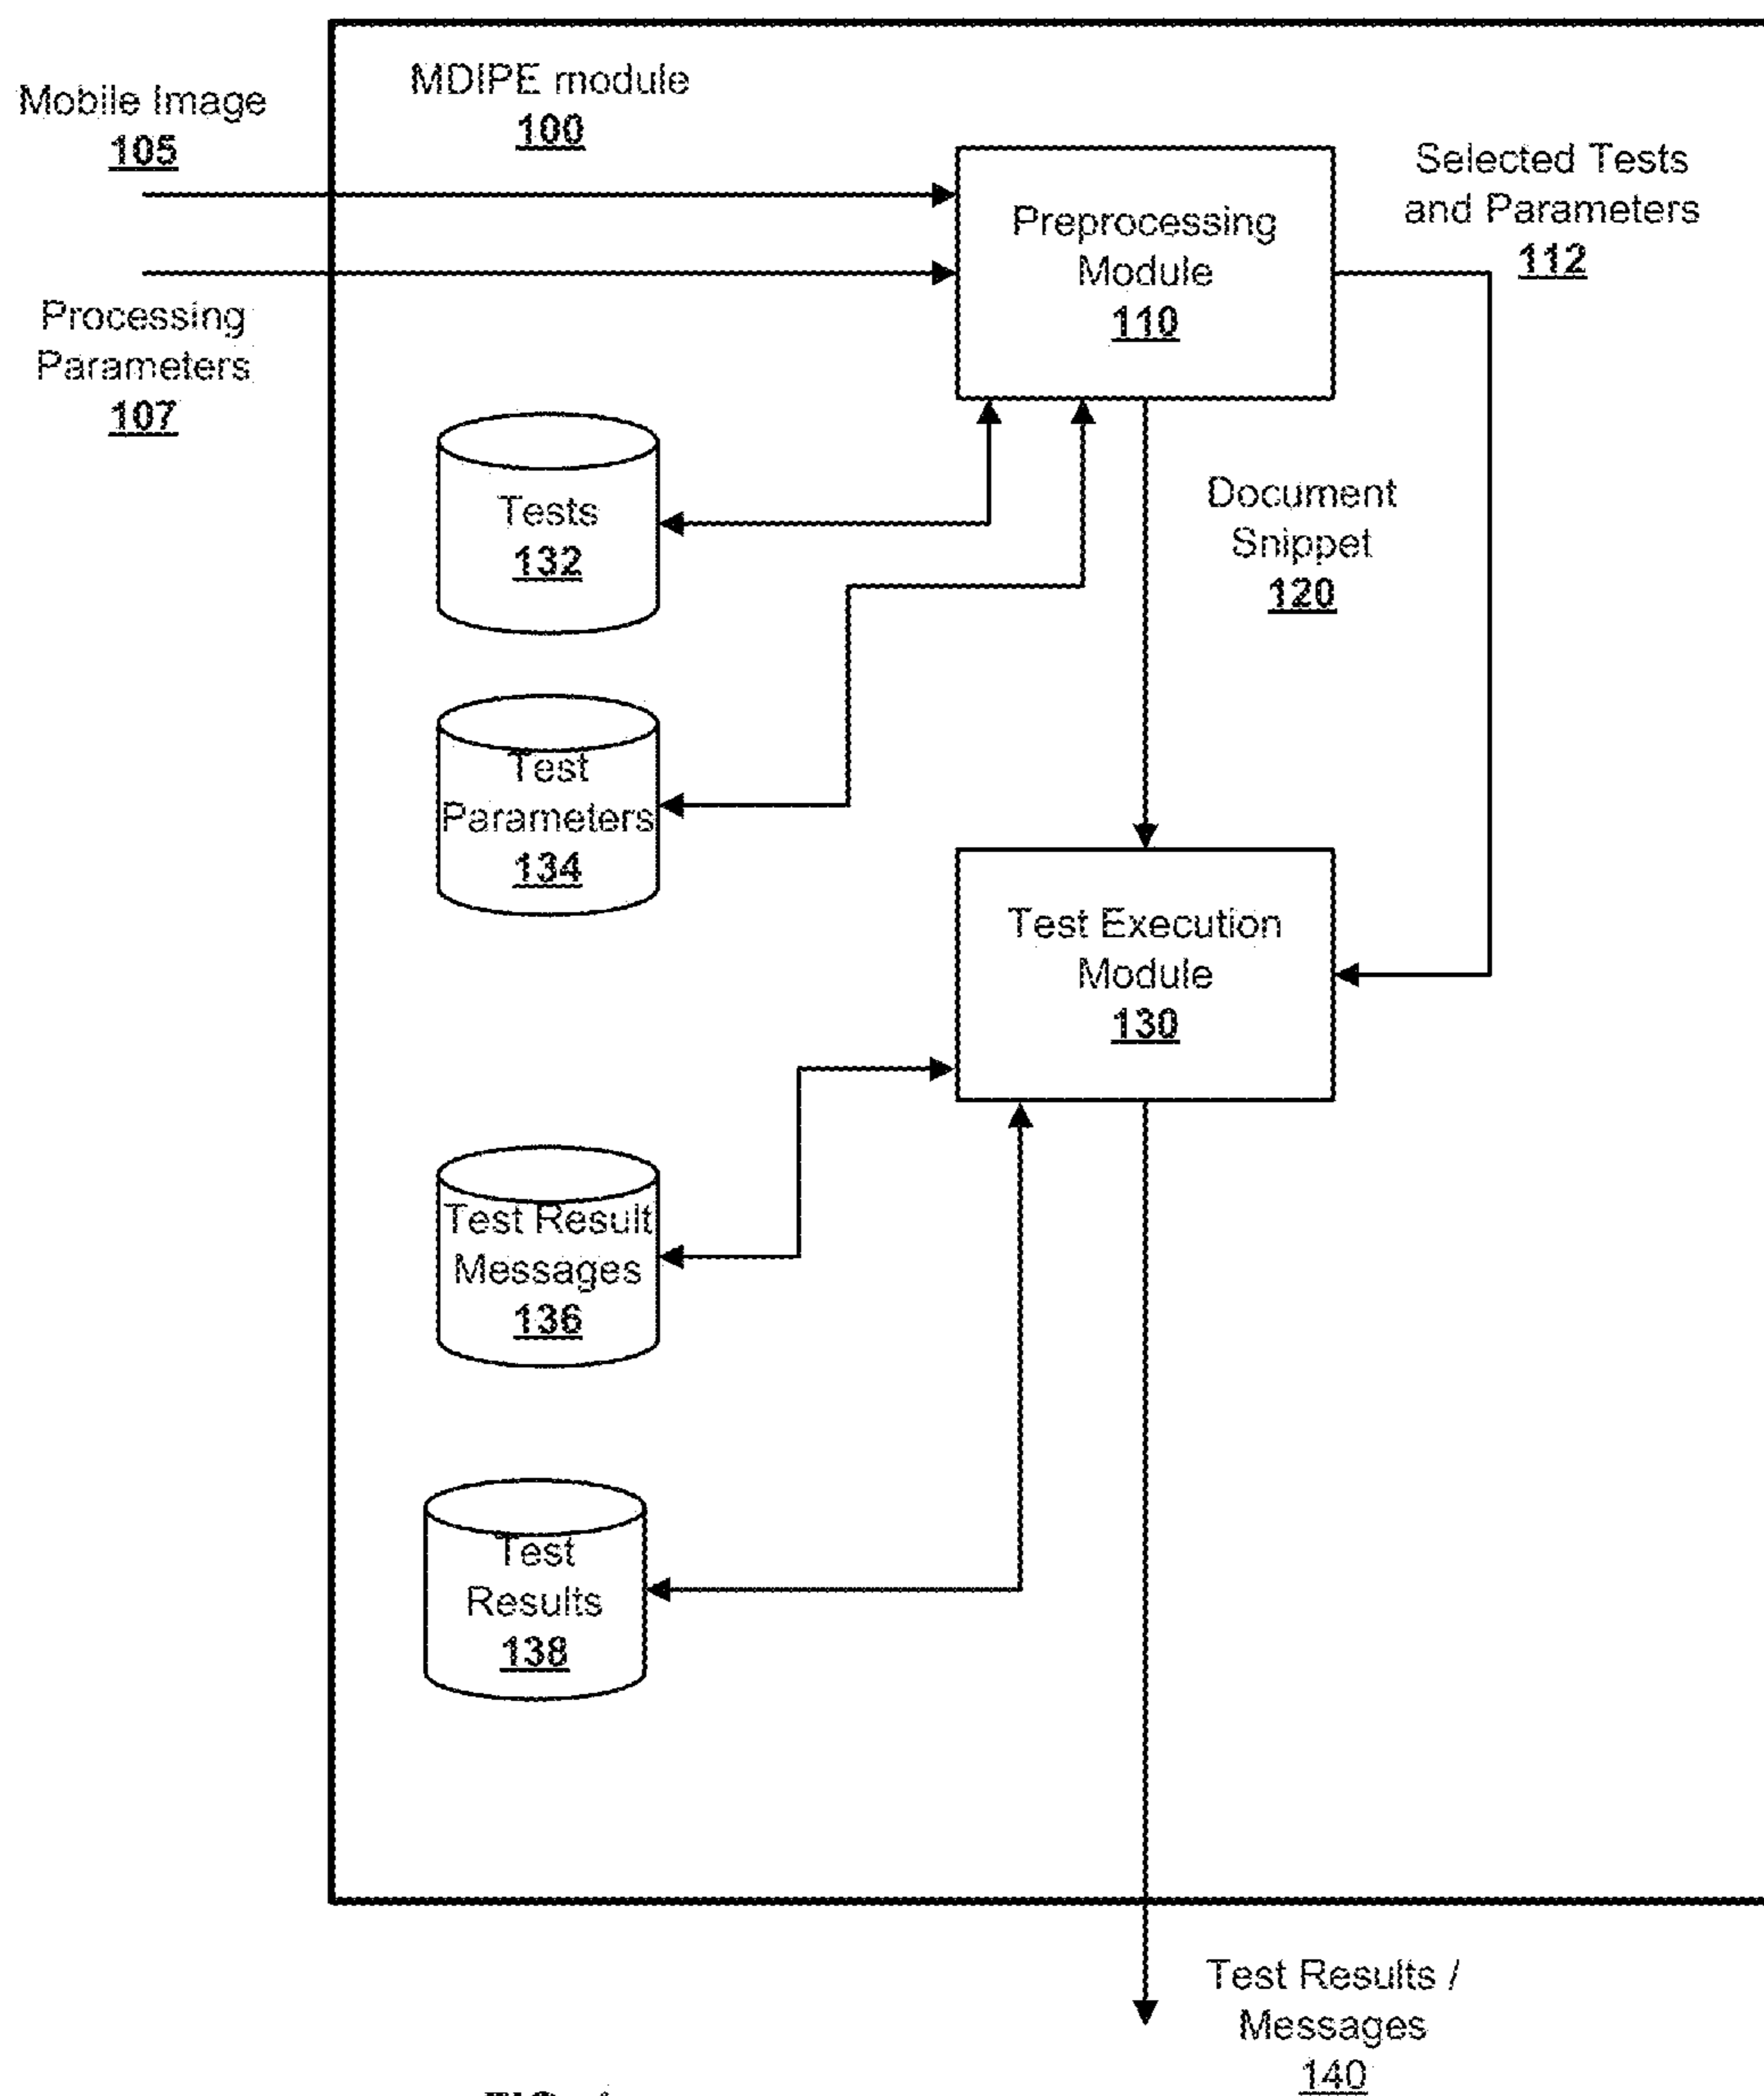 MDIPE module
100
Mobile Image
105
Processing
Parameters
107
Preprocessing
Module
110
Selected Tests
and Parameters
112
Tests
132
Document
Snippet
120
Test
Parameters
134
Test Execution
Module
130
Test Result
Messages
136
Test
Results
138
Test Results /
Messages
140